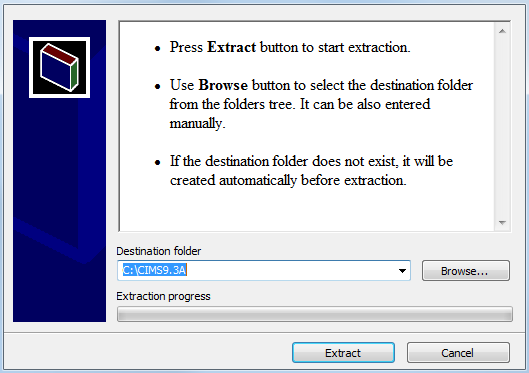 • Press Extract button to start extraction.
• Use Browse button to select the destination folder
from the folders tree. It can be also entered
manually.
• If the destination folder does not exist, it will be
created automatically before extraction.
Destination folder
C:\CIMS9.3A
Browse...
Extraction progress
Extract
Cancel